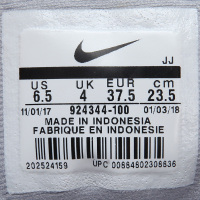 JJ
US UK EUR cm
6.5 4 37.5 23.5
11/01/17 924344-100 01/03/18
MADE IN INDONESIA
FABRIQUE EN INDONESIE
202524159 UPC 00884802306636